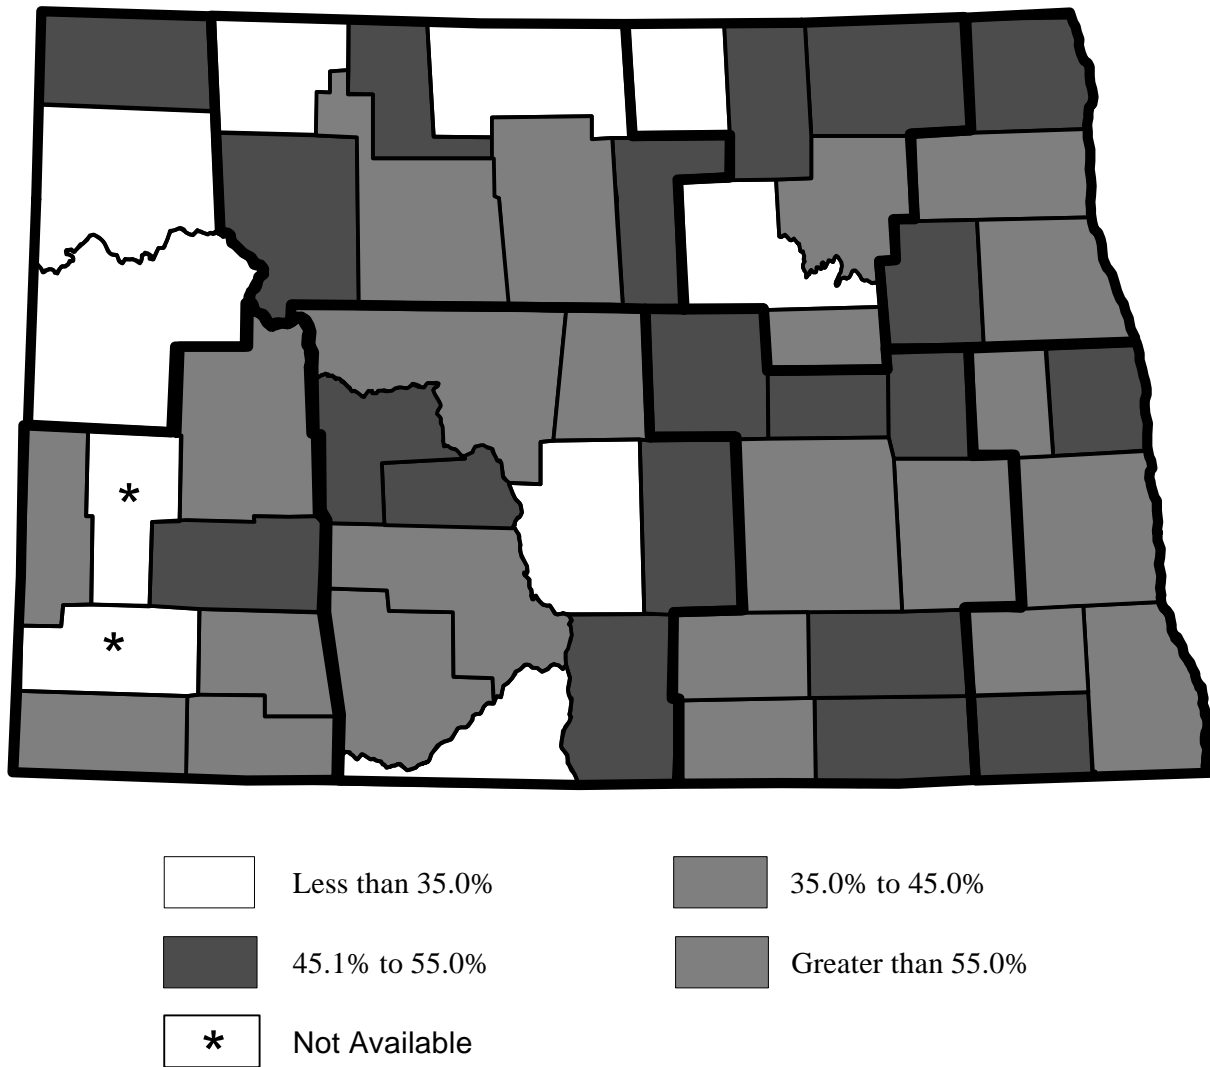 *
*
Less than 35.0%
35.0% to 45.0%
45.1% to 55.0%
Greater than 55.0%
* Not Available